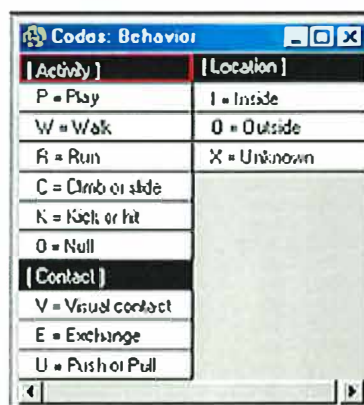 Codes: Behavior
[ Activity ]
P = Play
W = Walk
R = Run
C = Climb or slide
K = Kick or hit
0 = Null
[ Contact ]
V = Visual contact
E = Exchange
U = Push or Pull
[ Location ]
I = Inside
O = Outside
X = Unknown